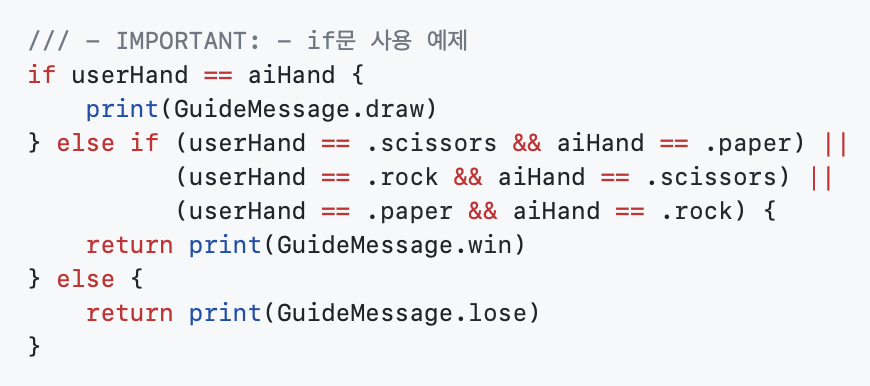 /// - IMPORTANT: - if문 사용 예제
if userHand == aiHand {
    print(GuideMessage.draw)
} else if (userHand == .scissors && aiHand == .paper) ||
          (userHand == .rock && aiHand == .scissors) ||
          (userHand == .paper && aiHand == .rock) {
    return print(GuideMessage.win)
} else {
    return print(GuideMessage.lose)
}